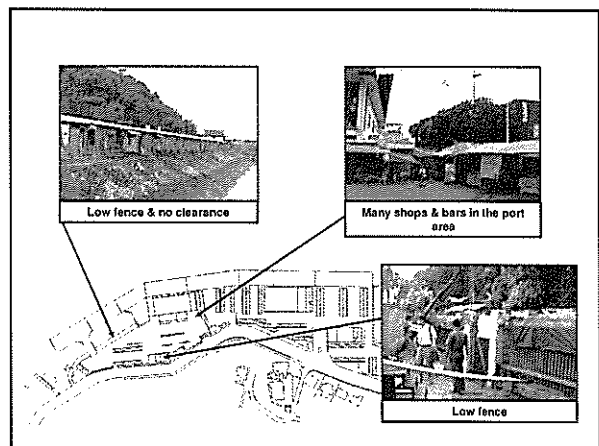 Low fence & no clearance
Many shops & bars in the port
area
Low fence